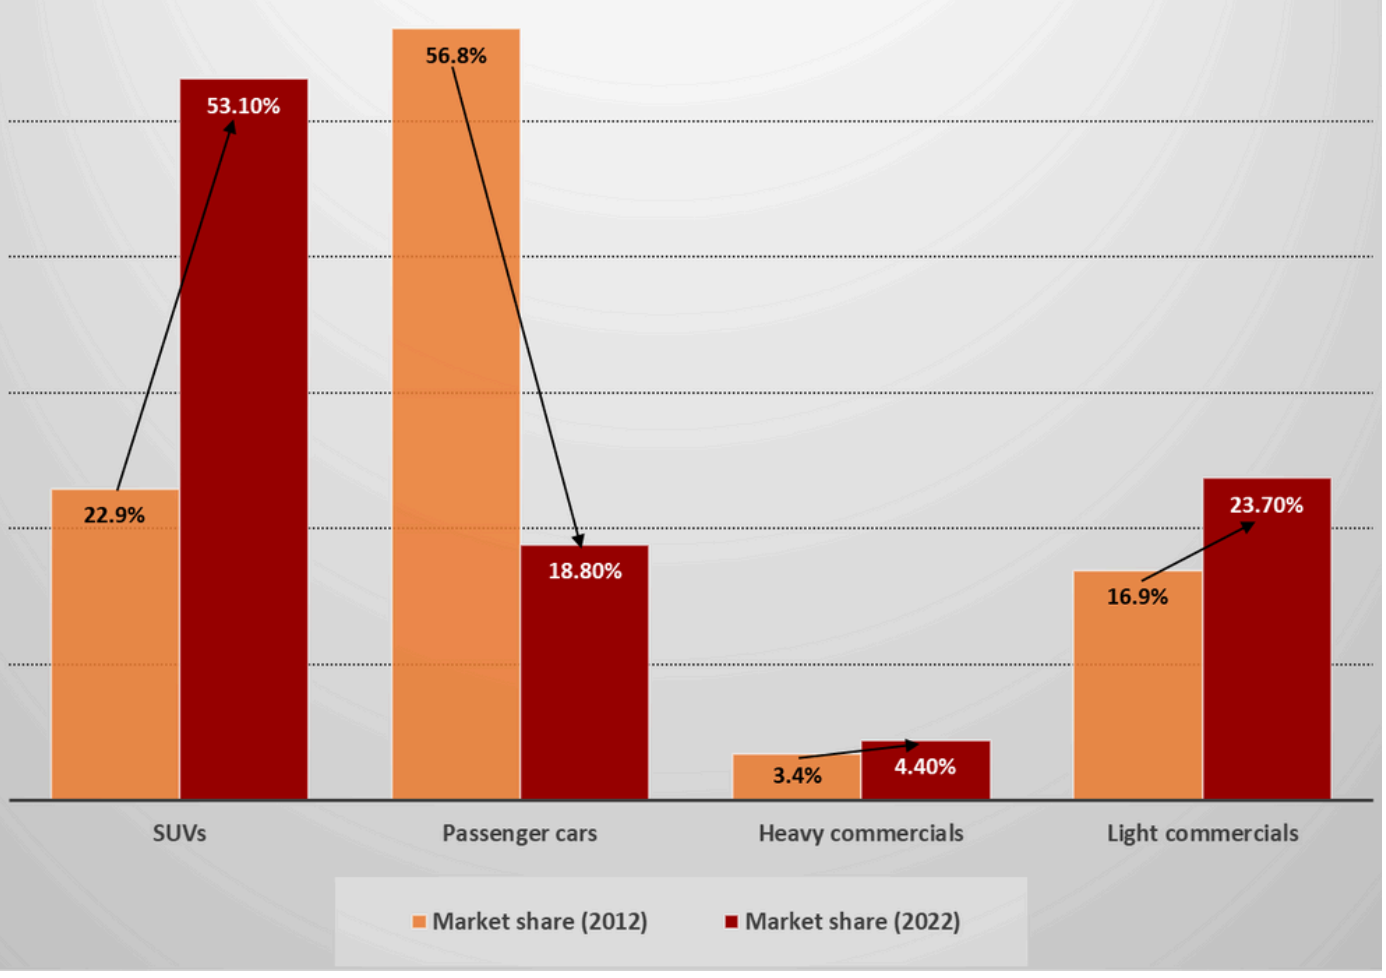 56.8%
53.10%
22.9%
18.80%
23.70%
16.9%
3.4%
4.40%
SUVs
Passenger cars
Heavy commercials
Light commercials
Market share (2012)
Market share (2022)